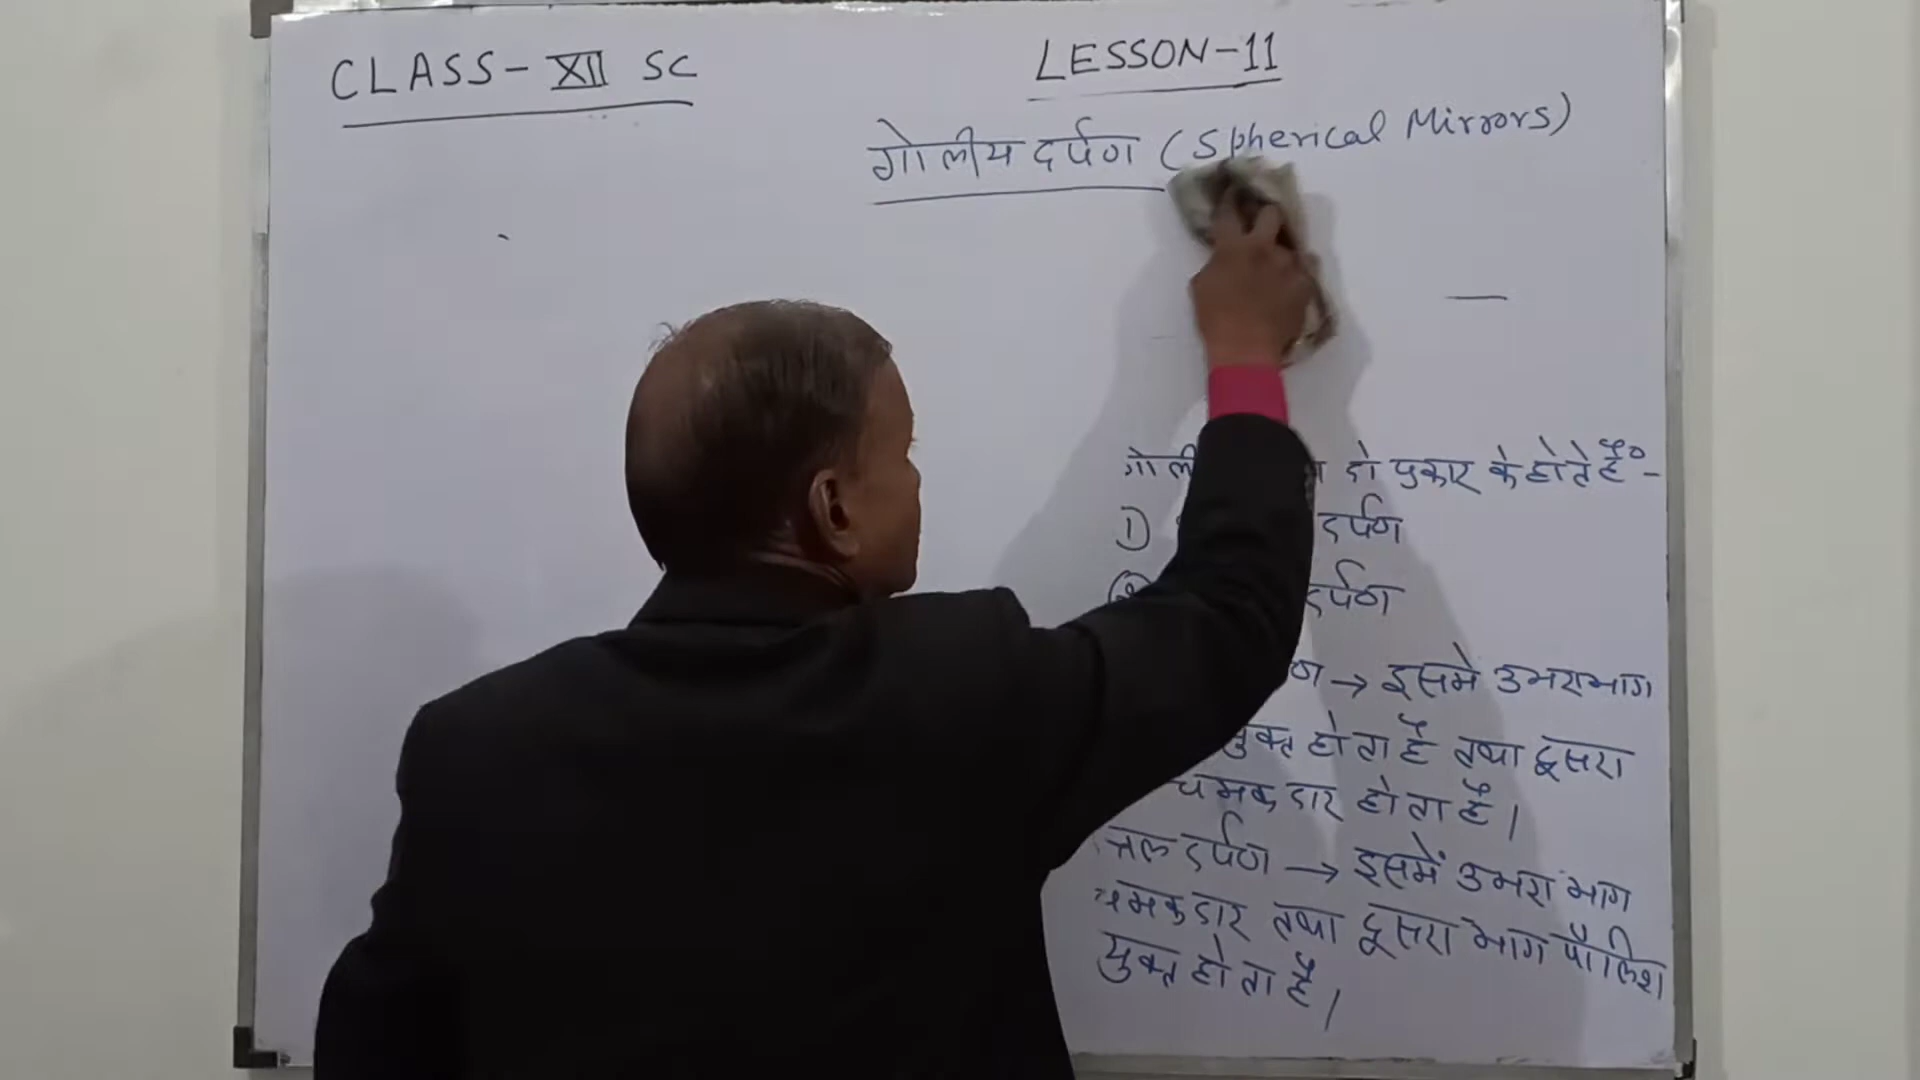 CLASS-XII SC
LESSON-11
गोलीय दर्पण (Spherical Mirrors)
दो प्रकार के होते हैं०-
1) दर्पण
दर्पण
→ इसमे उभरा भाग
युक्त होता है तथा दूसरा
चमकदार होता है।
दर्पण → इसमें उभरा भाग
चमकदार तथा दूसरा भाग पॉलिश
युक्त होता है।